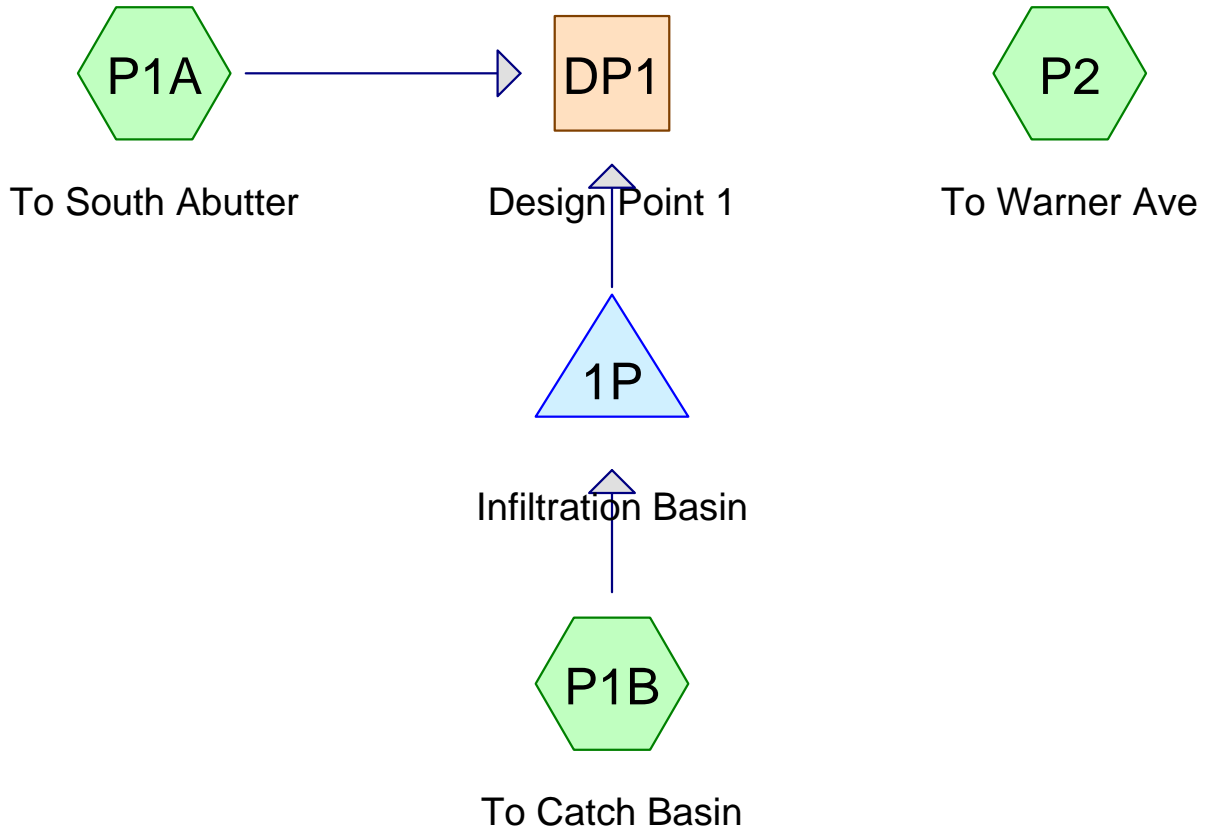 P1A
DP1
P2
To South Abutter
Design Point 1
To Warner Ave
1P
Infiltration Basin
P1B
To Catch Basin